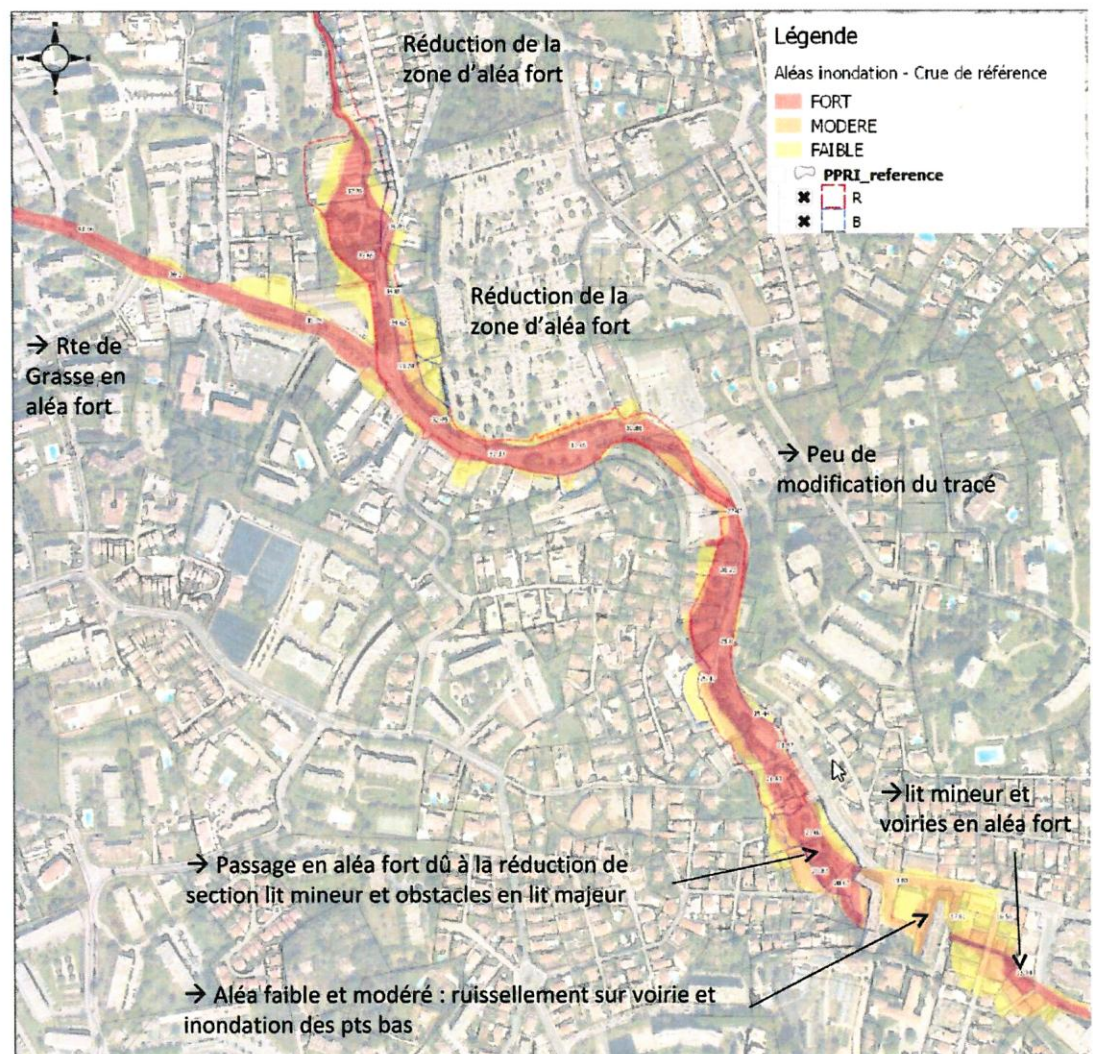 Réduction de la
zone d'aléa fort
Légende
Aléas inondation - Crue de référence
FORT
MODERE
FAIBLE
PPRI_reference
R
B
Réduction de la
zone d'aléa fort
→ Rte de
Grasse en
aléa fort
→ Peu de
modification du tracé
→lit mineur et
voiries en aléa fort
→ Passage en aléa fort dû à la réduction de
section lit mineur et obstacles en lit majeur
→ Aléa faible et modéré : ruissellement sur voirie et
inondation des pts bas